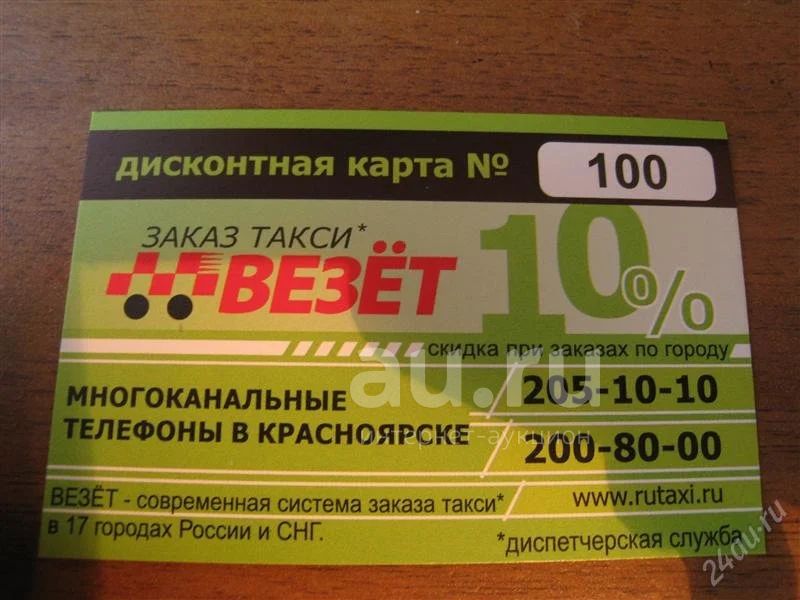 дисконтная карта № 100
ЗАКАЗ ТАКСИ*
ВЕЗЁТ
10%
скидка при заказах по городу
МНОГОКАНАЛЬНЫЕ
ТЕЛЕФОНЫ В КРАСНОЯРСКЕ
205-10-10
200-80-00
ВЕЗЁТ - современная система заказа такси*
в 17 городах России и СНГ.
www.rutaxi.ru
*диспетчерская служба
au.ru
интернет-аукцион
24au.ru